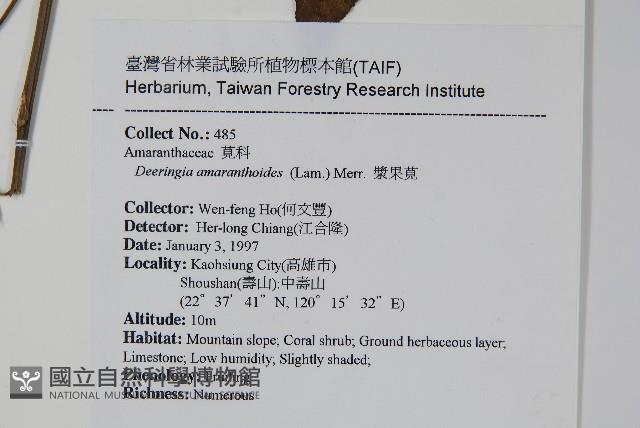 臺灣省林業試驗所植物標本館(TAIF)
Herbarium, Taiwan Forestry Research Institute
Collect No.: 485
Amaranthaceae 莧科
Deeringia amaranthoides (Lam.) Merr. 漿果莧
Collector: Wen-feng Ho(何文豐)
Detector: Her-long Chiang(江合隆)
Date: January 3, 1997
Locality: Kaohsiung City(高雄市)
Shoushan(壽山):中壽山
(22° 37' 41" N, 120° 15' 32" E)
Altitude: 10m
Habitat: Mountain slope; Coral shrub; Ground herbaceous layer;
Limestone; Low humidity; Slightly shaded;
Phenology:
國立自然科學博物館
NATIONAL MUSEUM OF NATURAL SCIENCE
Richness: Numerous